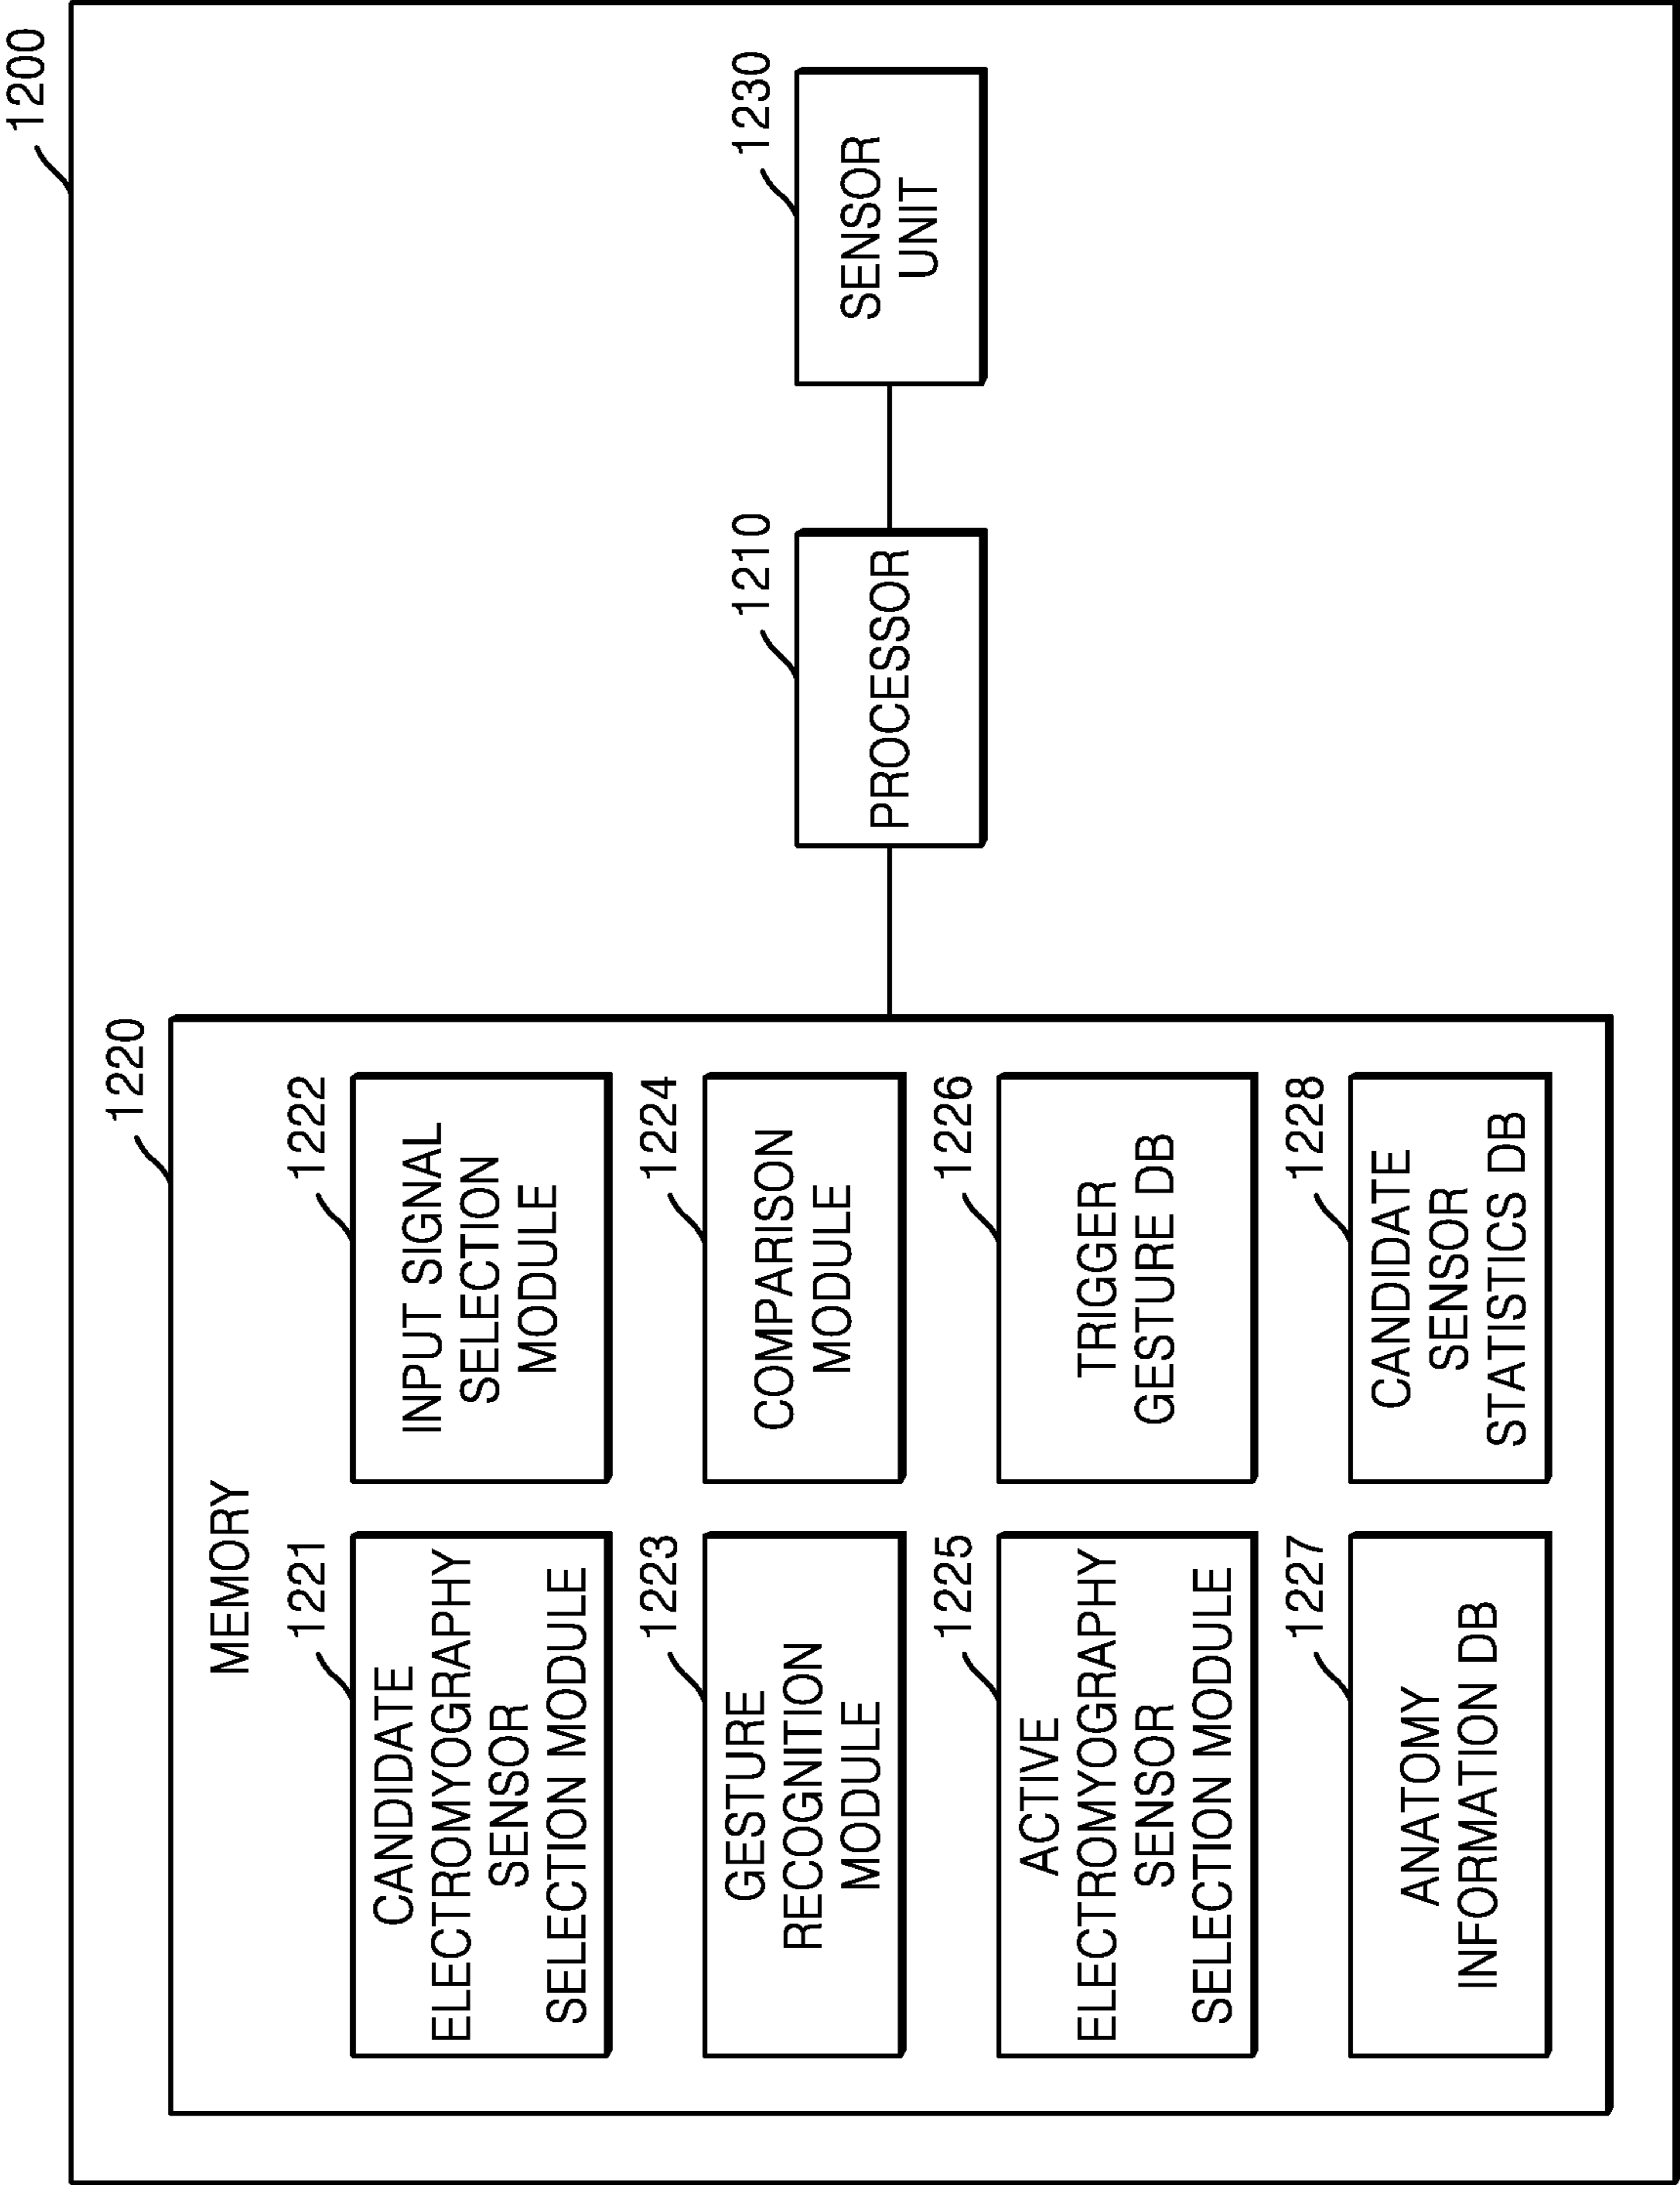 1200
1220
MEMORY
1221
CANDIDATE
ELECTROMYOGRAPHY
SENSOR
SELECTION MODULE
1222
INPUT SIGNAL
SELECTION
MODULE
1223
GESTURE
RECOGNITION
MODULE
1224
COMPARISON
MODULE
1225
ACTIVE
ELECTROMYOGRAPHY
SENSOR
SELECTION MODULE
1226
TRIGGER
GESTURE DB
1227
ANATOMY
INFORMATION DB
1228
CANDIDATE
SENSOR
STATISTICS DB
1210
PROCESSOR
1230
SENSOR
UNIT